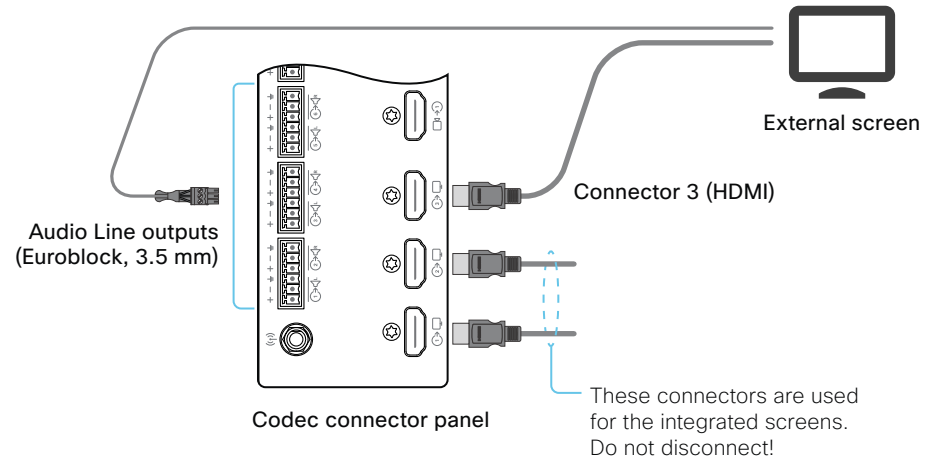 External screen
Connector 3 (HDMI)
Audio Line outputs
(Euroblock, 3.5 mm)
Codec connector panel
These connectors are used
for the integrated screens.
Do not disconnect!